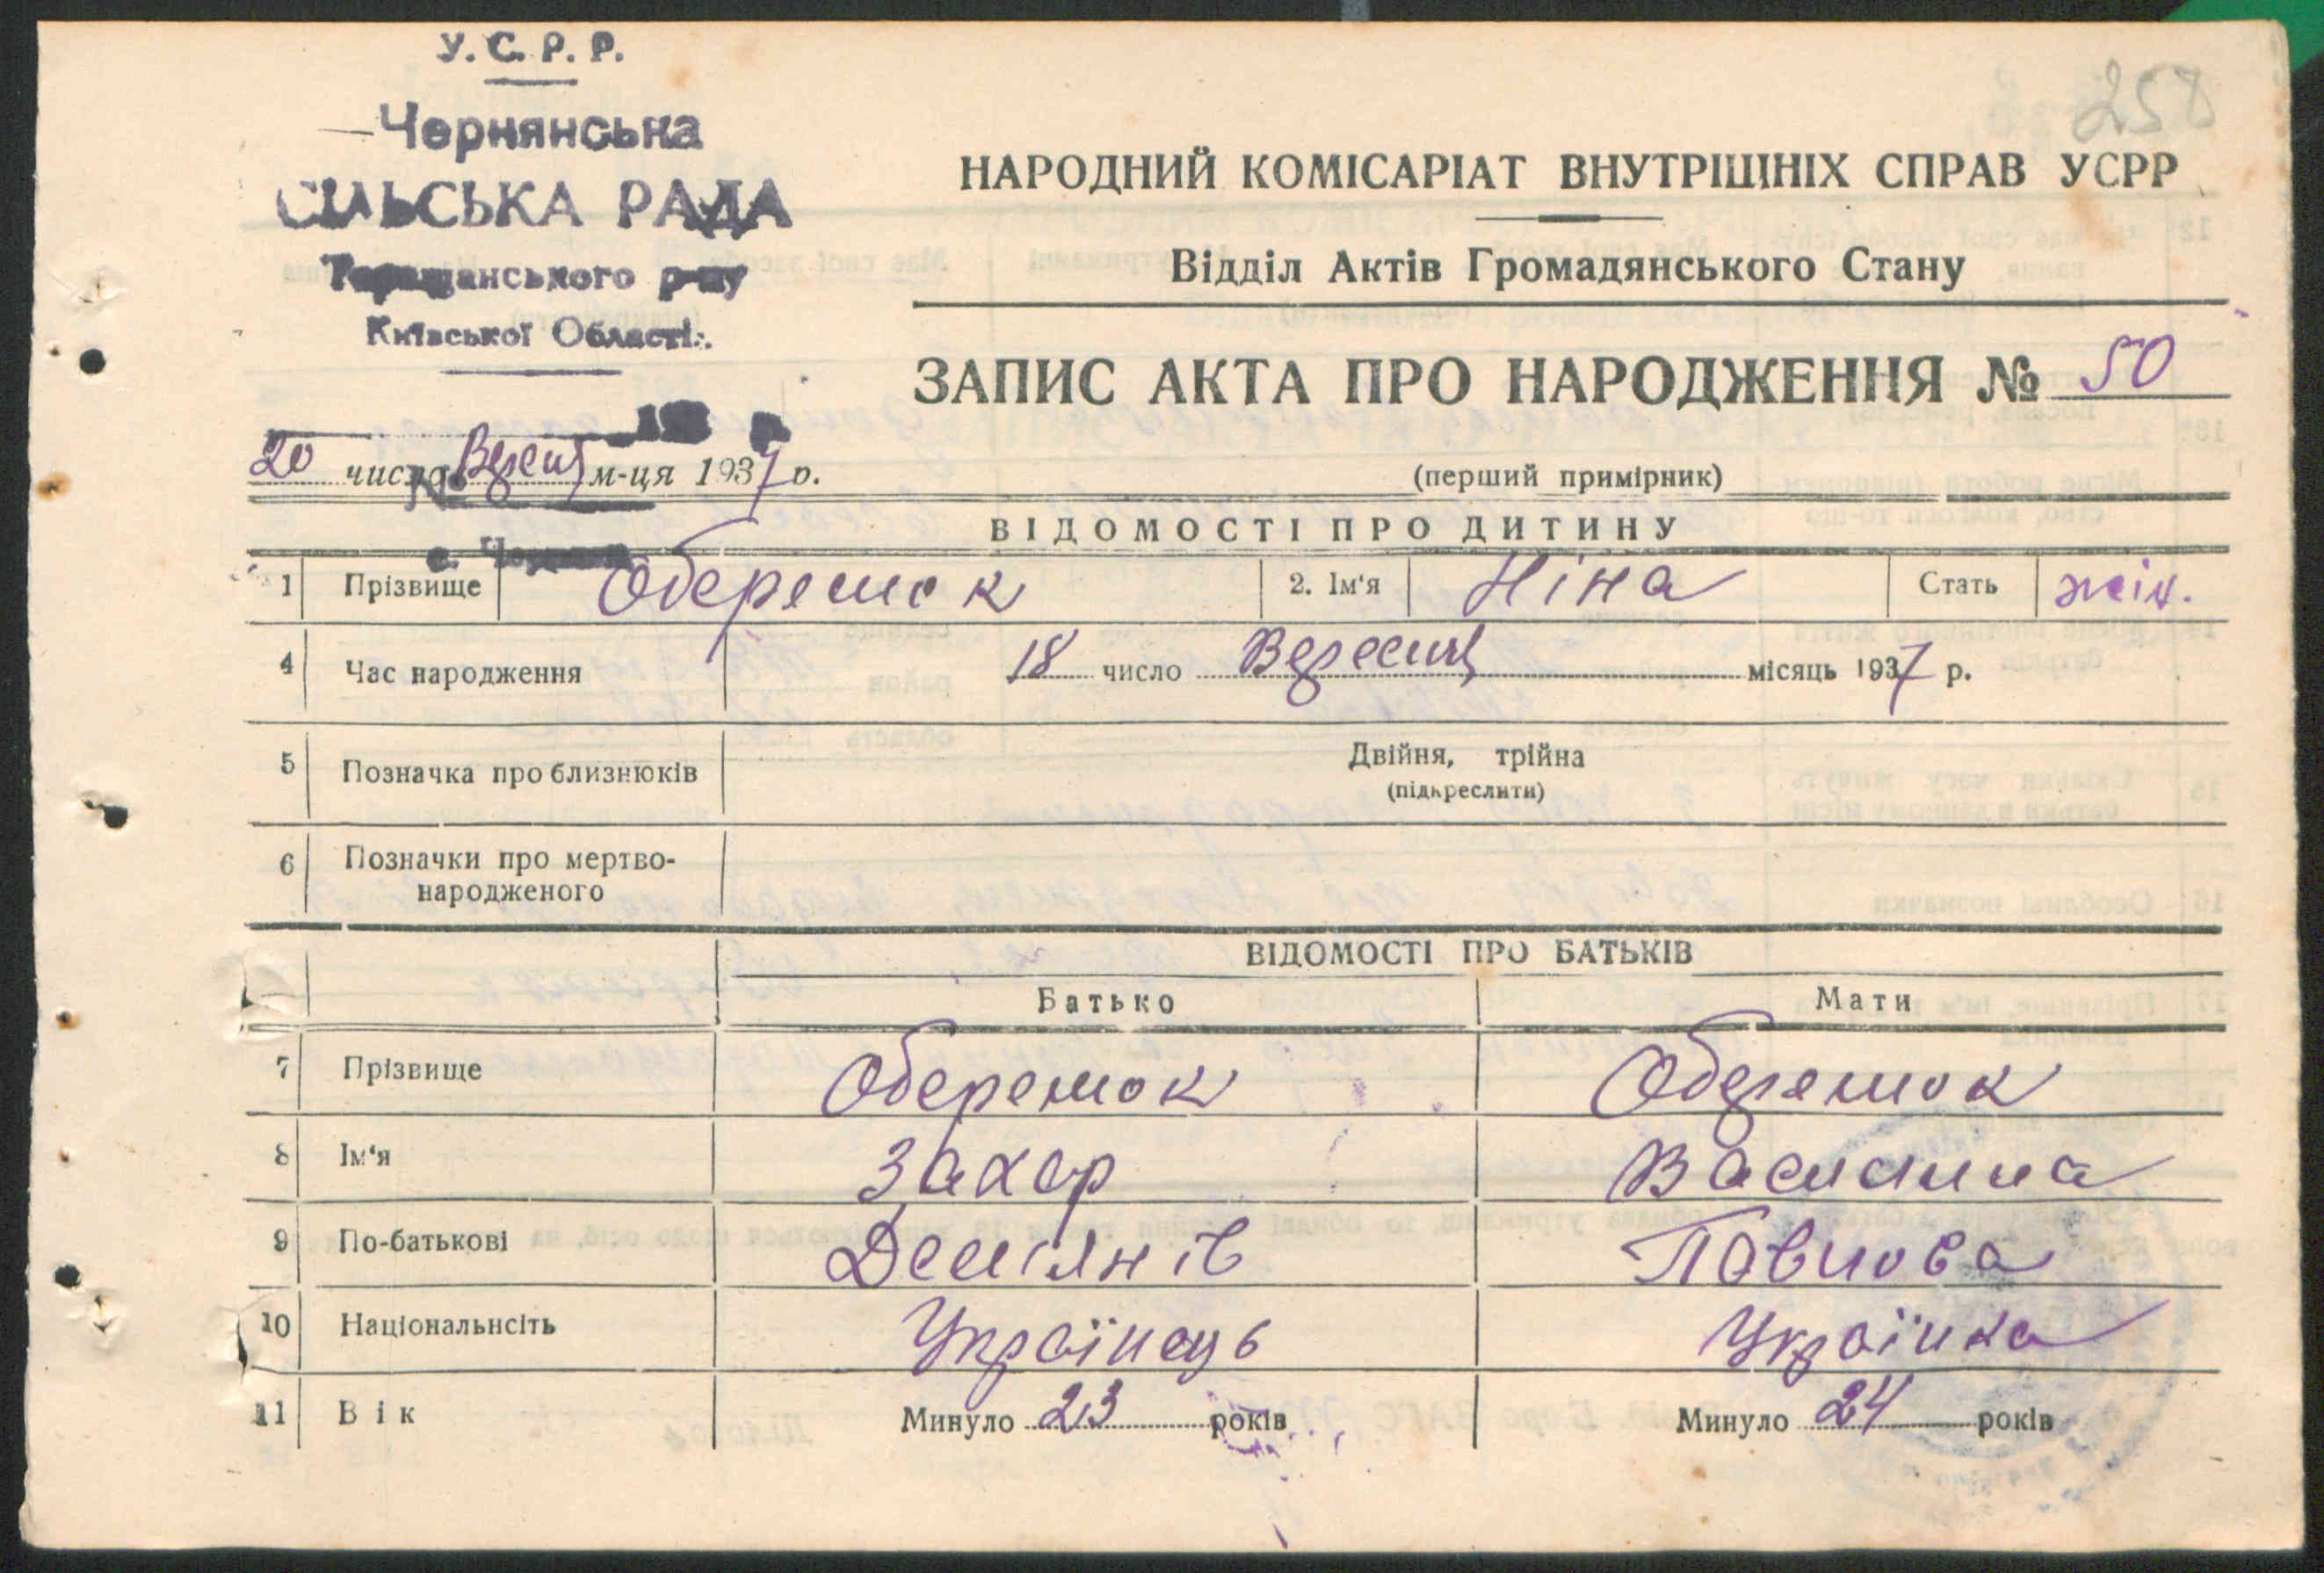 У.С.Р.Р.
Чернянська
СІЛЬСЬКА РАДА
Таращанського р-ну
Київської Області.
258
НАРОДНИЙ КОМІСАРІАТ ВНУТРІШНІХ СПРАВ УСРР
Відділ Актів Громадянського Стану
ЗАПИС АКТА ПРО НАРОДЖЕННЯ № 50
20 число Вересня м-ця 1937 р.
(перший примірник)
ВІДОМОСТІ ПРО ДИТИНУ
1 Прізвище Оберемок 2. Ім'я Ніна Стать жін.
4 Час народження 18 число Вересня місяць 1937 р.
5 Позначка про близнюків Двійня, трійна
(підкреслити)
6 Позначки про мертво-
народженого
ВІДОМОСТІ ПРО БАТЬКІВ
Батько Мати
7 Прізвище Оберемок Оберемок
8 Ім'я Захар Василина
9 По-батькові Демянів Павлова
10 Національнсіть Українець Українка
11 Вік Минуло 23 років Минуло 24 років